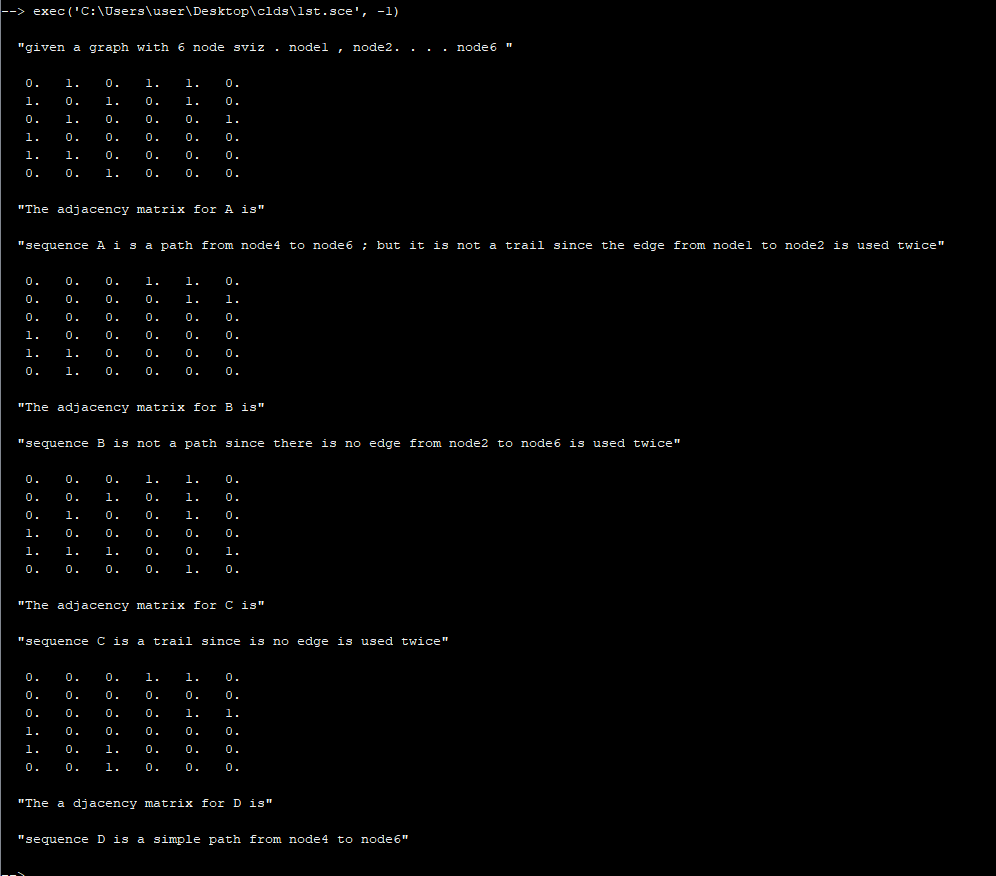 --> exec('C:\Users\user\Desktop\clds\1st.sce', -1)
"given a graph with 6 node sviz . node1 , node2. . . . node6 "
0. 1. 0. 1. 1. 0.
1. 0. 1. 0. 1. 0.
0. 1. 0. 0. 0. 1.
1. 0. 0. 0. 0. 0.
1. 1. 0. 0. 0. 0.
0. 0. 1. 0. 0. 0.
"The adjacency matrix for A is"
"sequence A i s a path from node4 to node6 ; but it is not a trail since the edge from node1 to node2 is used twice"
0. 0. 0. 1. 1. 0.
0. 0. 0. 0. 1. 1.
0. 0. 0. 0. 0. 0.
1. 0. 0. 0. 0. 0.
1. 1. 0. 0. 0. 0.
0. 1. 0. 0. 0. 0.
"The adjacency matrix for B is"
"sequence B is not a path since there is no edge from node2 to node6 is used twice"
0. 0. 0. 1. 1. 0.
0. 0. 1. 0. 1. 0.
0. 1. 0. 0. 1. 0.
1. 0. 0. 0. 0. 0.
1. 1. 1. 0. 0. 1.
0. 0. 0. 0. 1. 0.
"The adjacency matrix for C is"
"sequence C is a trail since is no edge is used twice"
0. 0. 0. 1. 1. 0.
0. 0. 0. 0. 0. 0.
0. 0. 0. 0. 1. 1.
1. 0. 0. 0. 0. 0.
1. 0. 1. 0. 0. 0.
0. 0. 1. 0. 0. 0.
"The a djacency matrix for D is"
"sequence D is a simple path from node4 to node6"
-->